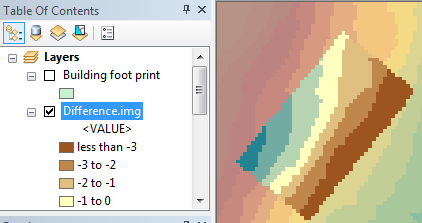 Table Of Contents
Layers
Building foot print
Difference.img
<VALUE>
less than -3
-3 to -2
-2 to -1
-1 to 0